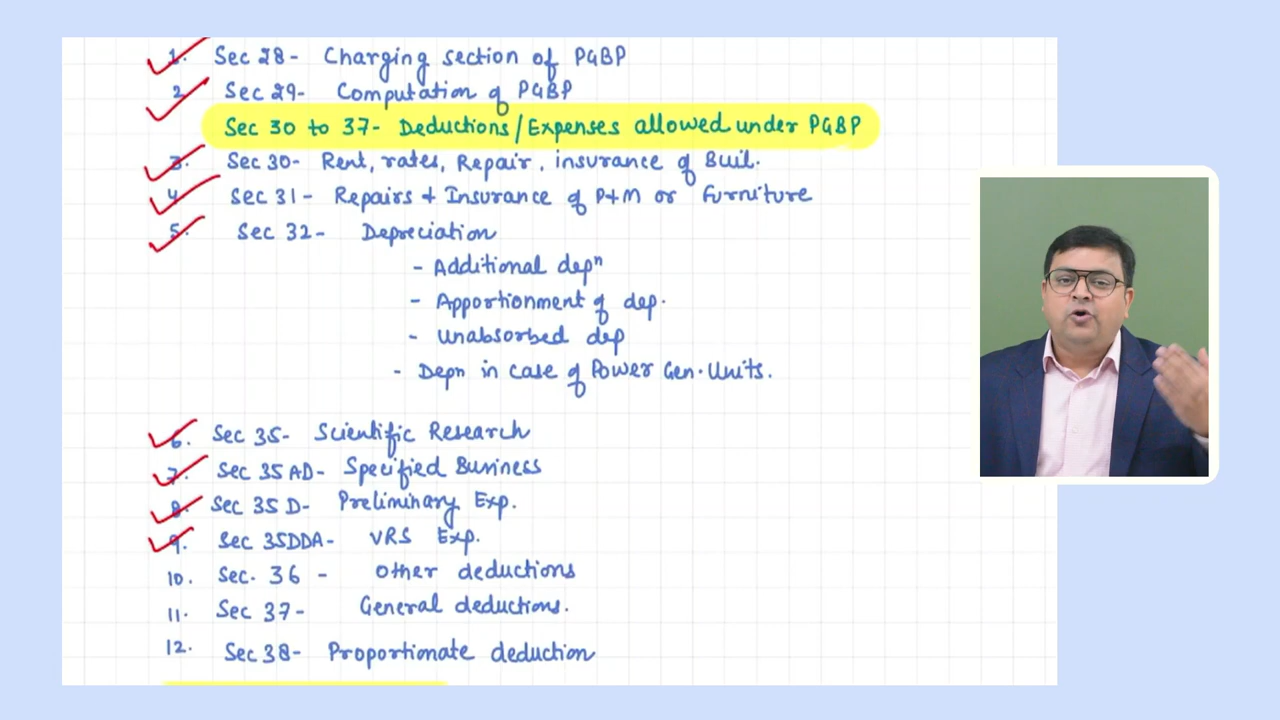 1. Sec 28- Charging section of PGBP
2. Sec 29- Computation of PGBP
Sec 30 to 37- Deductions/Expenses allowed under PGBP
3. Sec 30- Rent, rates, Repair, insurance of Buil.
4. Sec 31- Repairs & Insurance of P+M or Furniture
5. Sec 32- Depreciation
- Additional depⁿ
- Apportionment of dep.
- Unabsorbed dep
- Depn in case of Power Gen. Units.
6. Sec 35- Scientific Research
7. Sec 35 AD- Specified Business
8. Sec 35 D- Preliminary Exp.
9. Sec 35DDA- VRS Exp.
10. Sec. 36 - Other deductions
11. Sec 37- General deductions.
12. Sec 38- Proportionate deduction